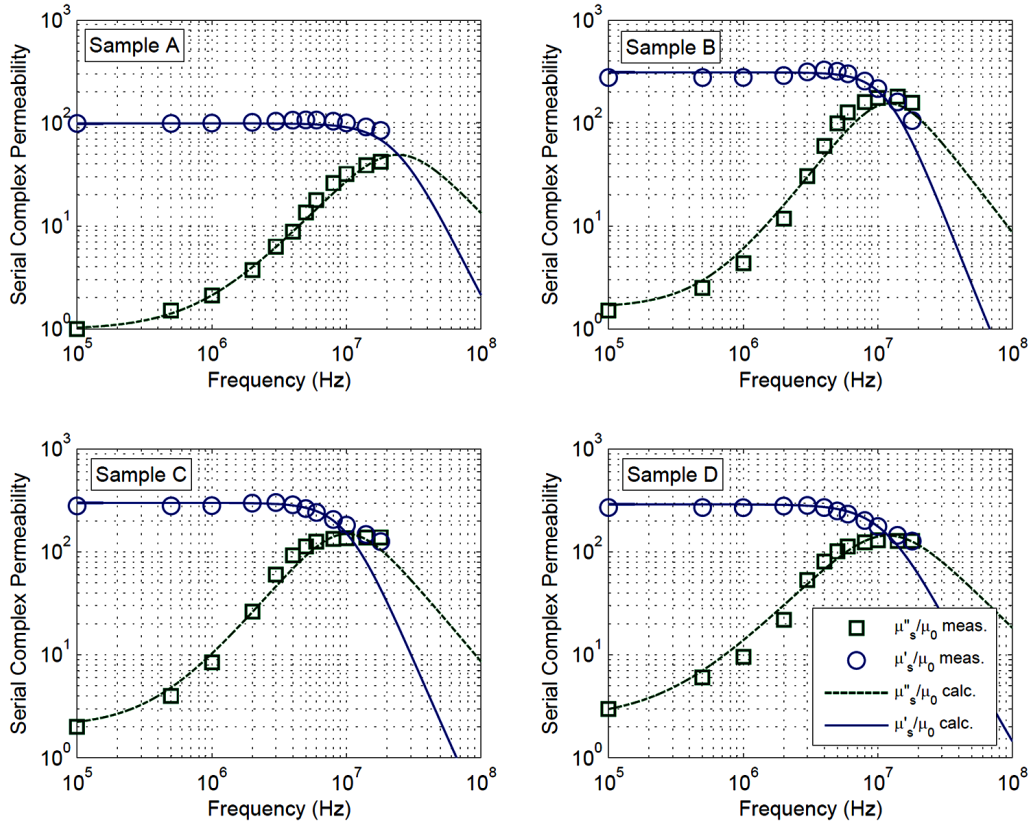 Sample A
Serial Complex Permeability
10³
10²
10¹
10⁰
10⁵ 10⁶ 10⁷ 10⁸
Frequency (Hz)
Sample B
Serial Complex Permeability
10³
10²
10¹
10⁰
10⁵ 10⁶ 10⁷ 10⁸
Frequency (Hz)
Sample C
Serial Complex Permeability
10³
10²
10¹
10⁰
10⁵ 10⁶ 10⁷ 10⁸
Frequency (Hz)
Sample D
Serial Complex Permeability
10³
10²
10¹
10⁰
10⁵ 10⁶ 10⁷ 10⁸
Frequency (Hz)
μ"ₛ/μ₀ meas.
μ'ₛ/μ₀ meas.
μ"ₛ/μ₀ calc.
μ'ₛ/μ₀ calc.